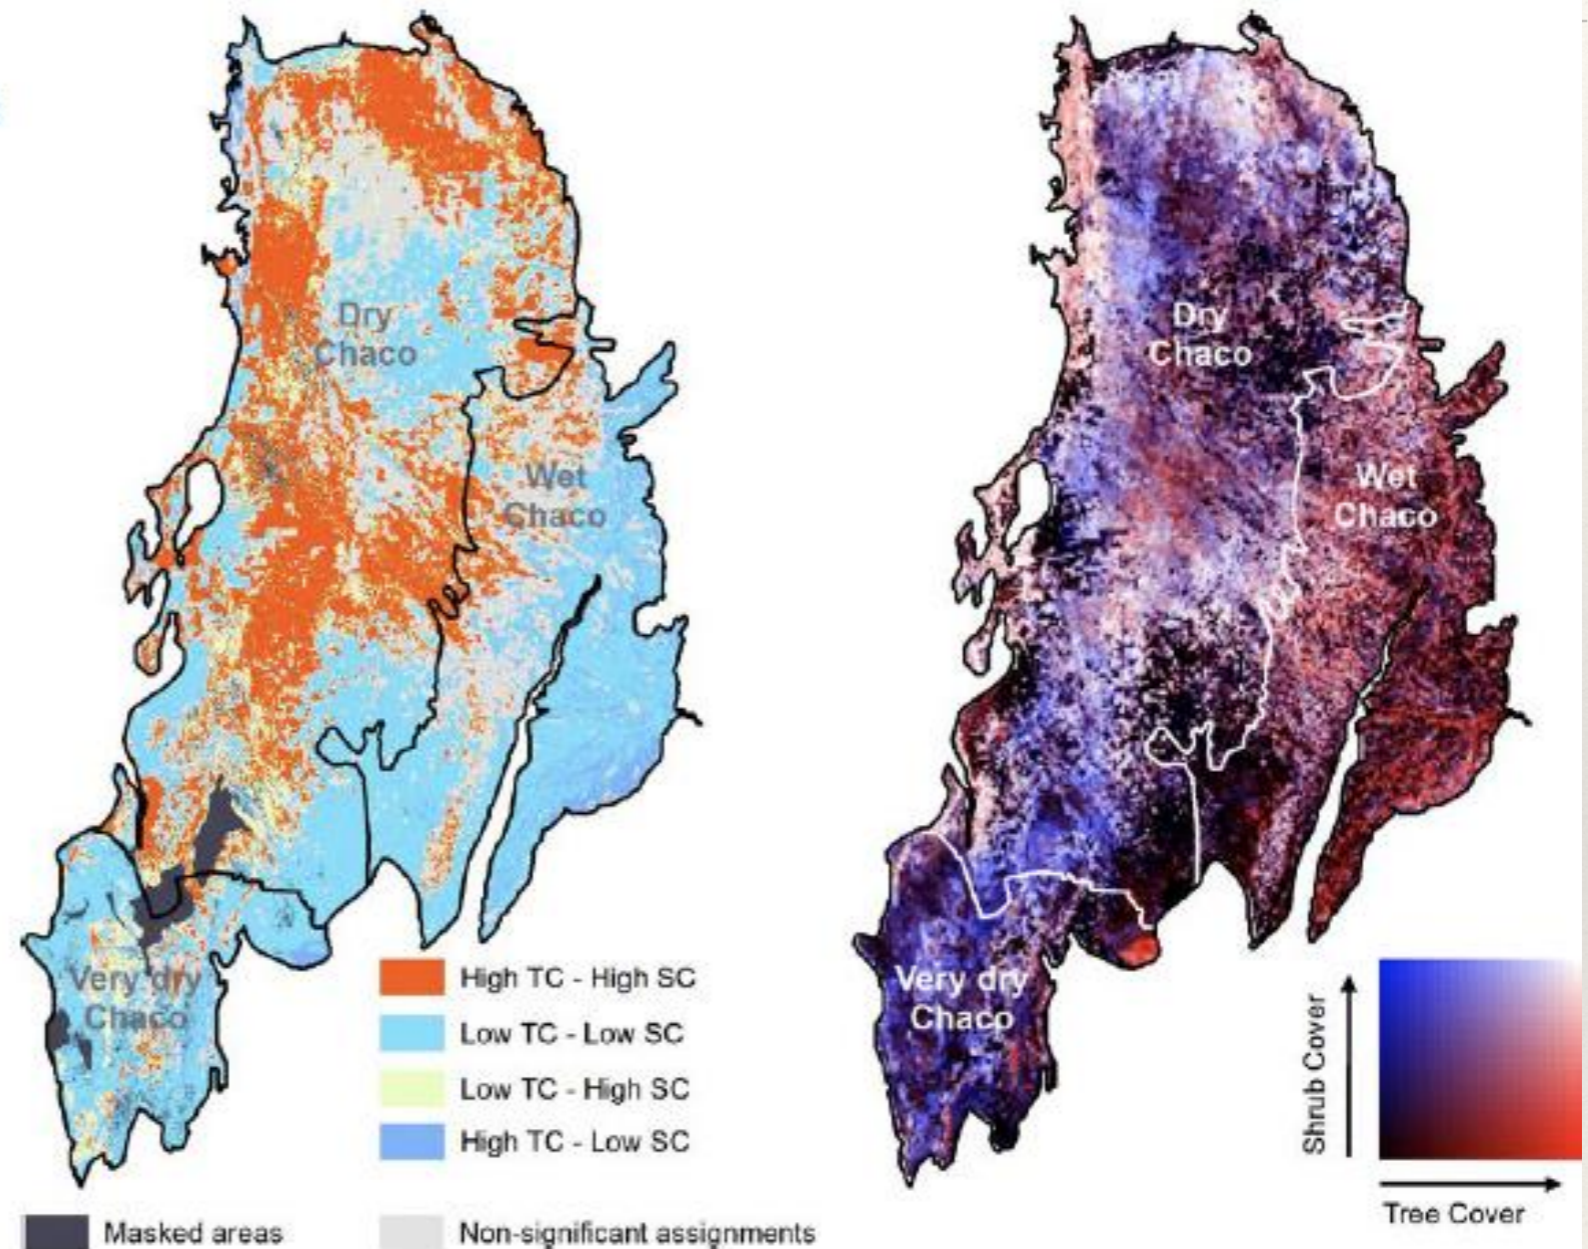 Dry
Chaco
Wet
Chaco
Very dry
Chaco
High TC - High SC
Low TC - Low SC
Low TC - High SC
High TC - Low SC
Masked areas
Non-significant assignments
Dry
Chaco
Wet
Chaco
Very dry
Chaco
Shrub Cover
Tree Cover